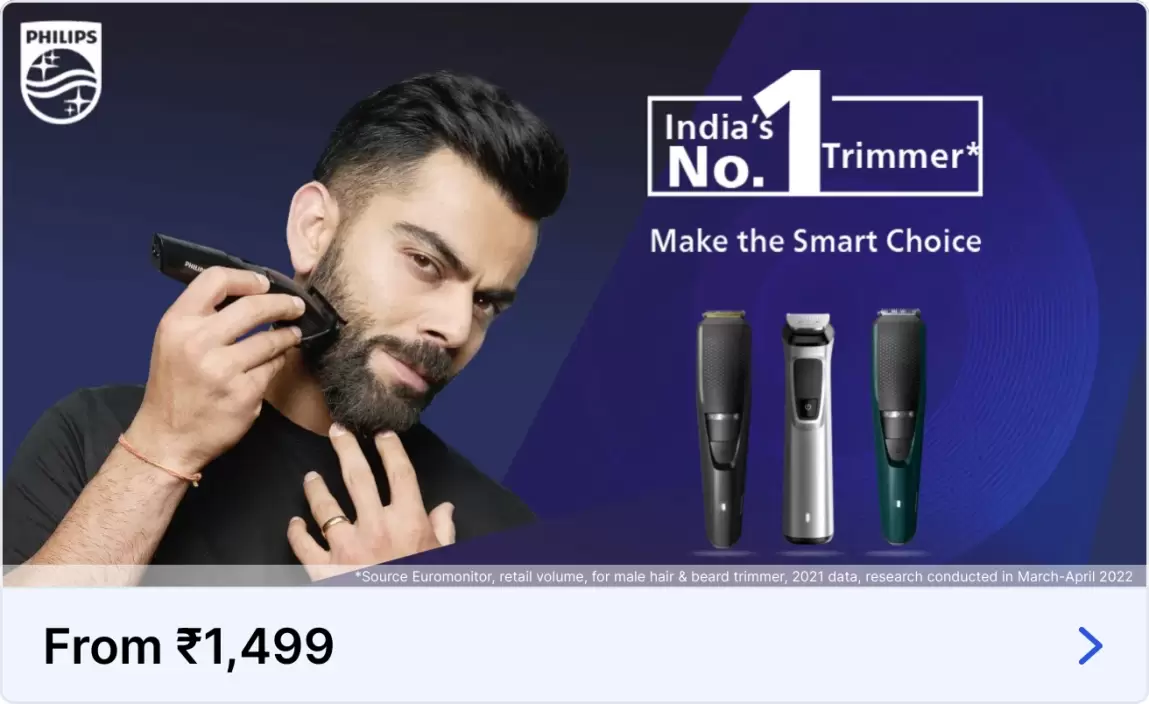 PHILIPS
India's
No. 1 Trimmer*
Make the Smart Choice
*Source Euromonitor, retail volume, for male hair & beard trimmer, 2021 data, research conducted in March-April 2022
From ₹1,499